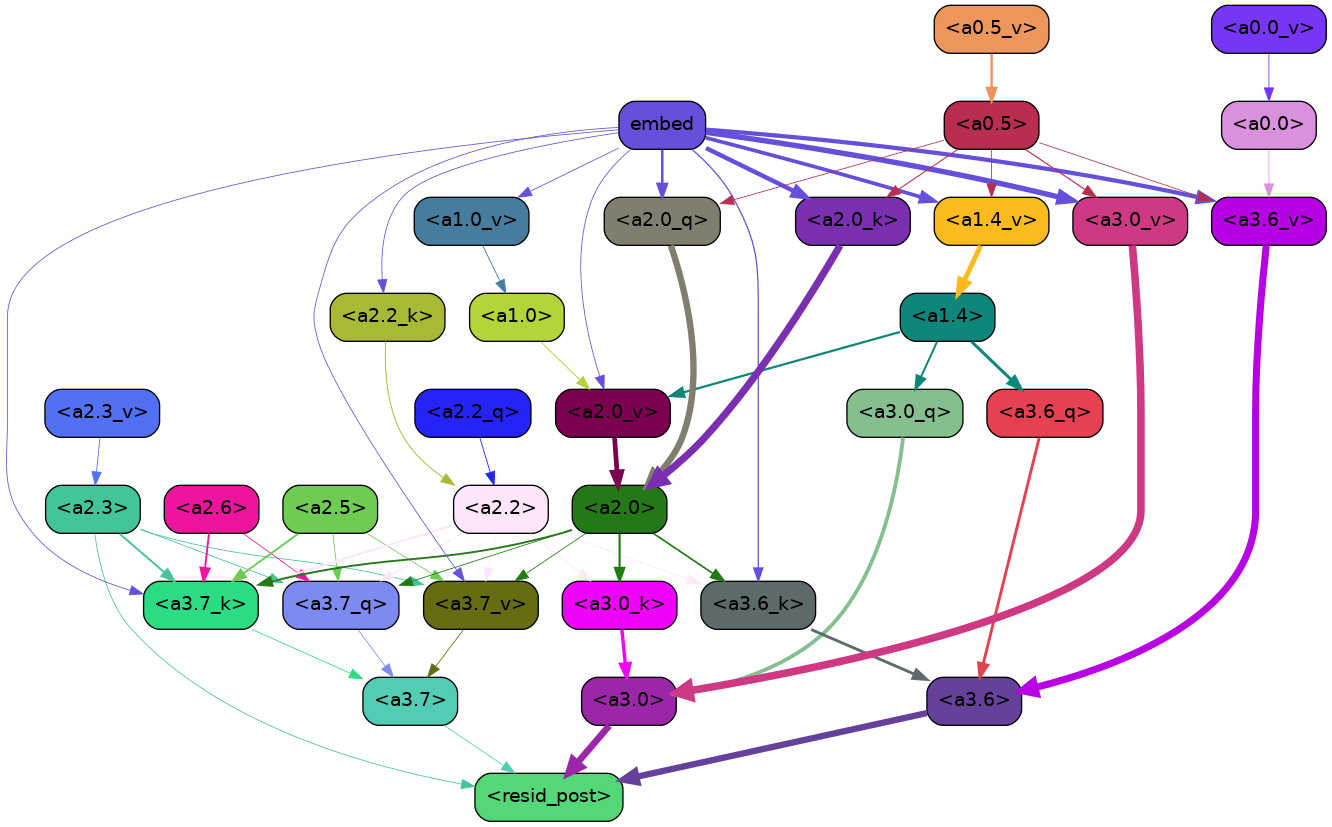 <a0.5_v>
<a0.0_v>
embed
<a0.5>
<a0.0>
<a1.0_v>
<a2.0_q>
<a2.0_k>
<a1.4_v>
<a3.0_v>
<a3.6_v>
<a2.2_k>
<a1.0>
<a1.4>
<a2.3_v>
<a2.2_q>
<a2.0_v>
<a3.0_q>
<a3.6_q>
<a2.3>
<a2.6>
<a2.5>
<a2.2>
<a2.0>
<a3.7_k>
<a3.7_q>
<a3.7_v>
<a3.0_k>
<a3.6_k>
<a3.7>
<a3.0>
<a3.6>
<resid_post>